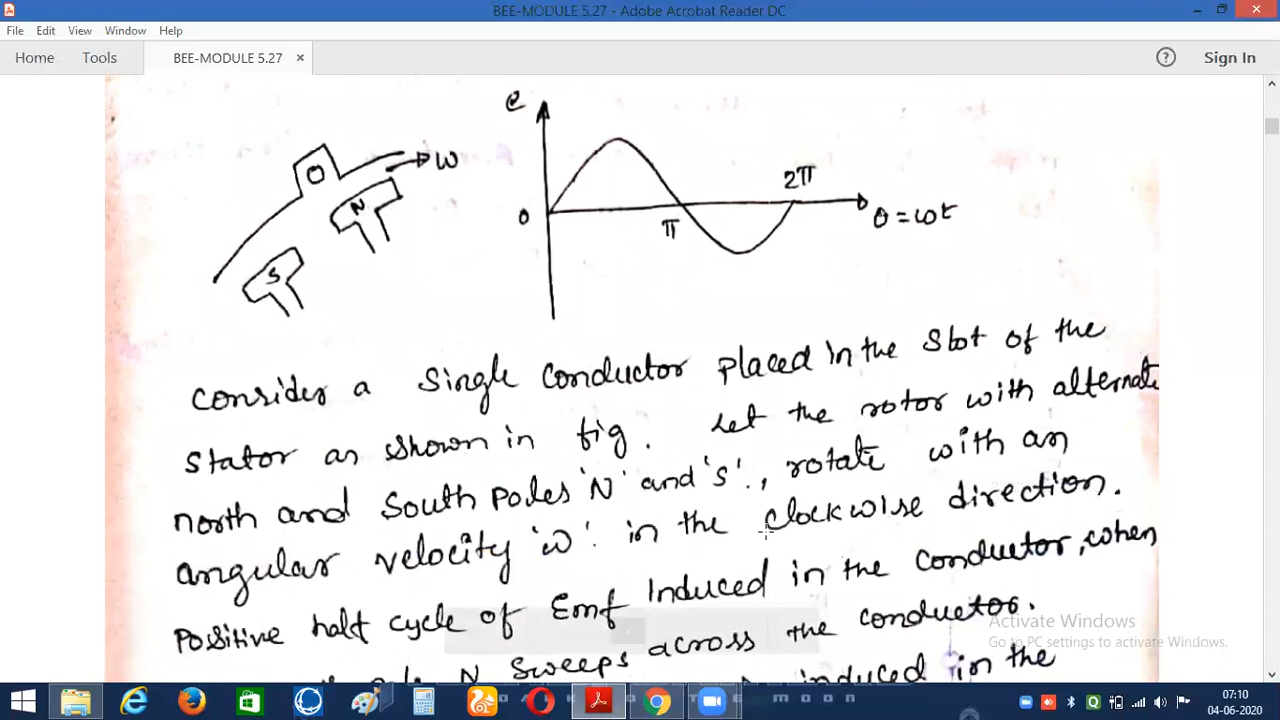 BEE-MODULE 5.27 - Adobe Acrobat Reader DC
File Edit View Window Help
Home Tools BEE-MODULE 5.27 × ? Sign In
e
ω
N
S
0
π
2π
θ = ωt
Consider a Single Conductor placed in the Slot of the
Stator as shown in fig. Let the rotor with alternate
north and South Poles 'N' and 'S'., rotate with an
angular velocity 'ω'. in the clockwise direction.
Positive half cycle of Emf Induced in the conductor, when
N Sweeps across the conductor.
induced in the
Activate Windows
Go to PC settings to activate Windows.
07:10
04-06-2020